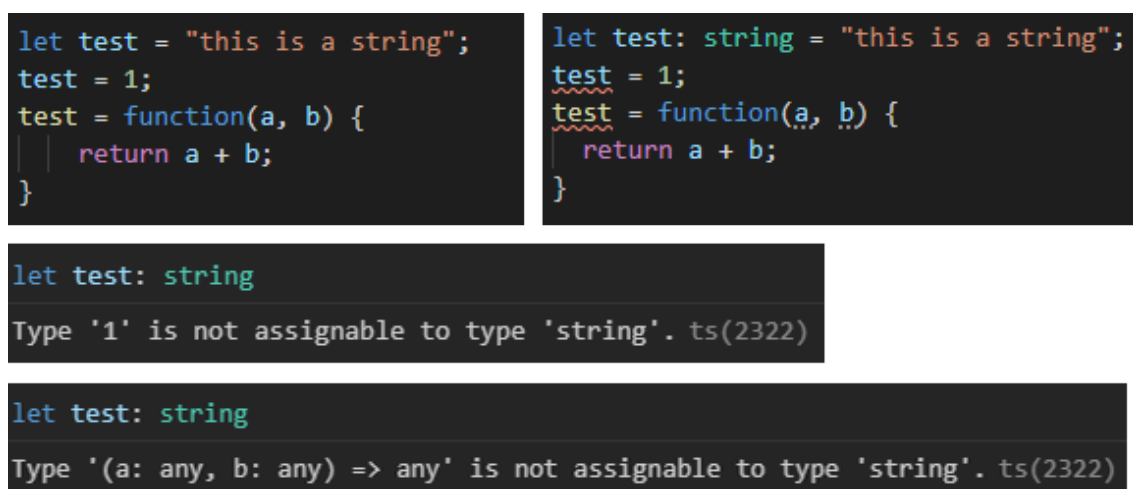 let test = "this is a string";
test = 1;
test = function(a, b) {
    return a + b;
}
let test: string = "this is a string";
test = 1;
test = function(a, b) {
  return a + b;
}
let test: string
Type '1' is not assignable to type 'string'. ts(2322)
let test: string
Type '(a: any, b: any) => any' is not assignable to type 'string'. ts(2322)